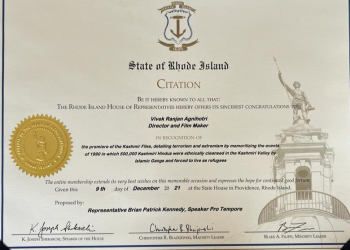 State of Rhode Island
CITATION
BE IT HEREBY KNOWN TO ALL THAT:
THE RHODE ISLAND HOUSE OF REPRESENTATIVES HEREBY OFFERS ITS SINCEREST CONGRATULATIONS TO:
Vivek Ranjan Agnihotri
Director and Film Maker
IN RECOGNITION OF
the premiere of the Kashmir Files, detailing terrorism and extremism by memorilizing the events
of 1990 in which 500,000 Kashmiri Hindus were ethnically cleansed in the Kashmiri Valley by
Islamic Gangs and forced to live as refugees
The entire membership extends its very best wishes on this memorable occasion and expresses the hope for continued good fortune.
Given this 9th day of December 21 at the State House in Providence, Rhode Island.
Proposed by:
Representative Brian Patrick Kennedy, Speaker Pro Tempore
K. JOSEPH SHEKARCHI, SPEAKER OF THE HOUSE
CHRISTOPHER R. BLAZEJEWSKI, MAJORITY LEADER
BLAKE A. FILIPPI, MINORITY LEADER